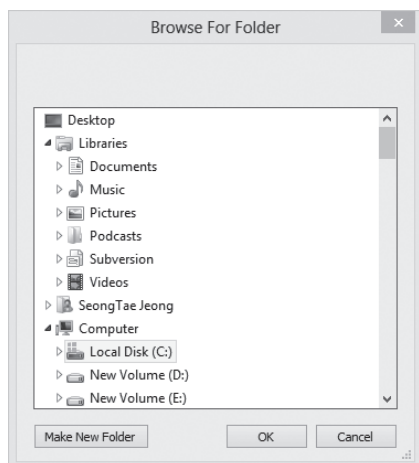 Browse For Folder
Desktop
Libraries
Documents
Music
Pictures
Podcasts
Subversion
Videos
SeongTae Jeong
Computer
Local Disk (C:)
New Volume (D:)
New Volume (E:)
Make New Folder
OK
Cancel